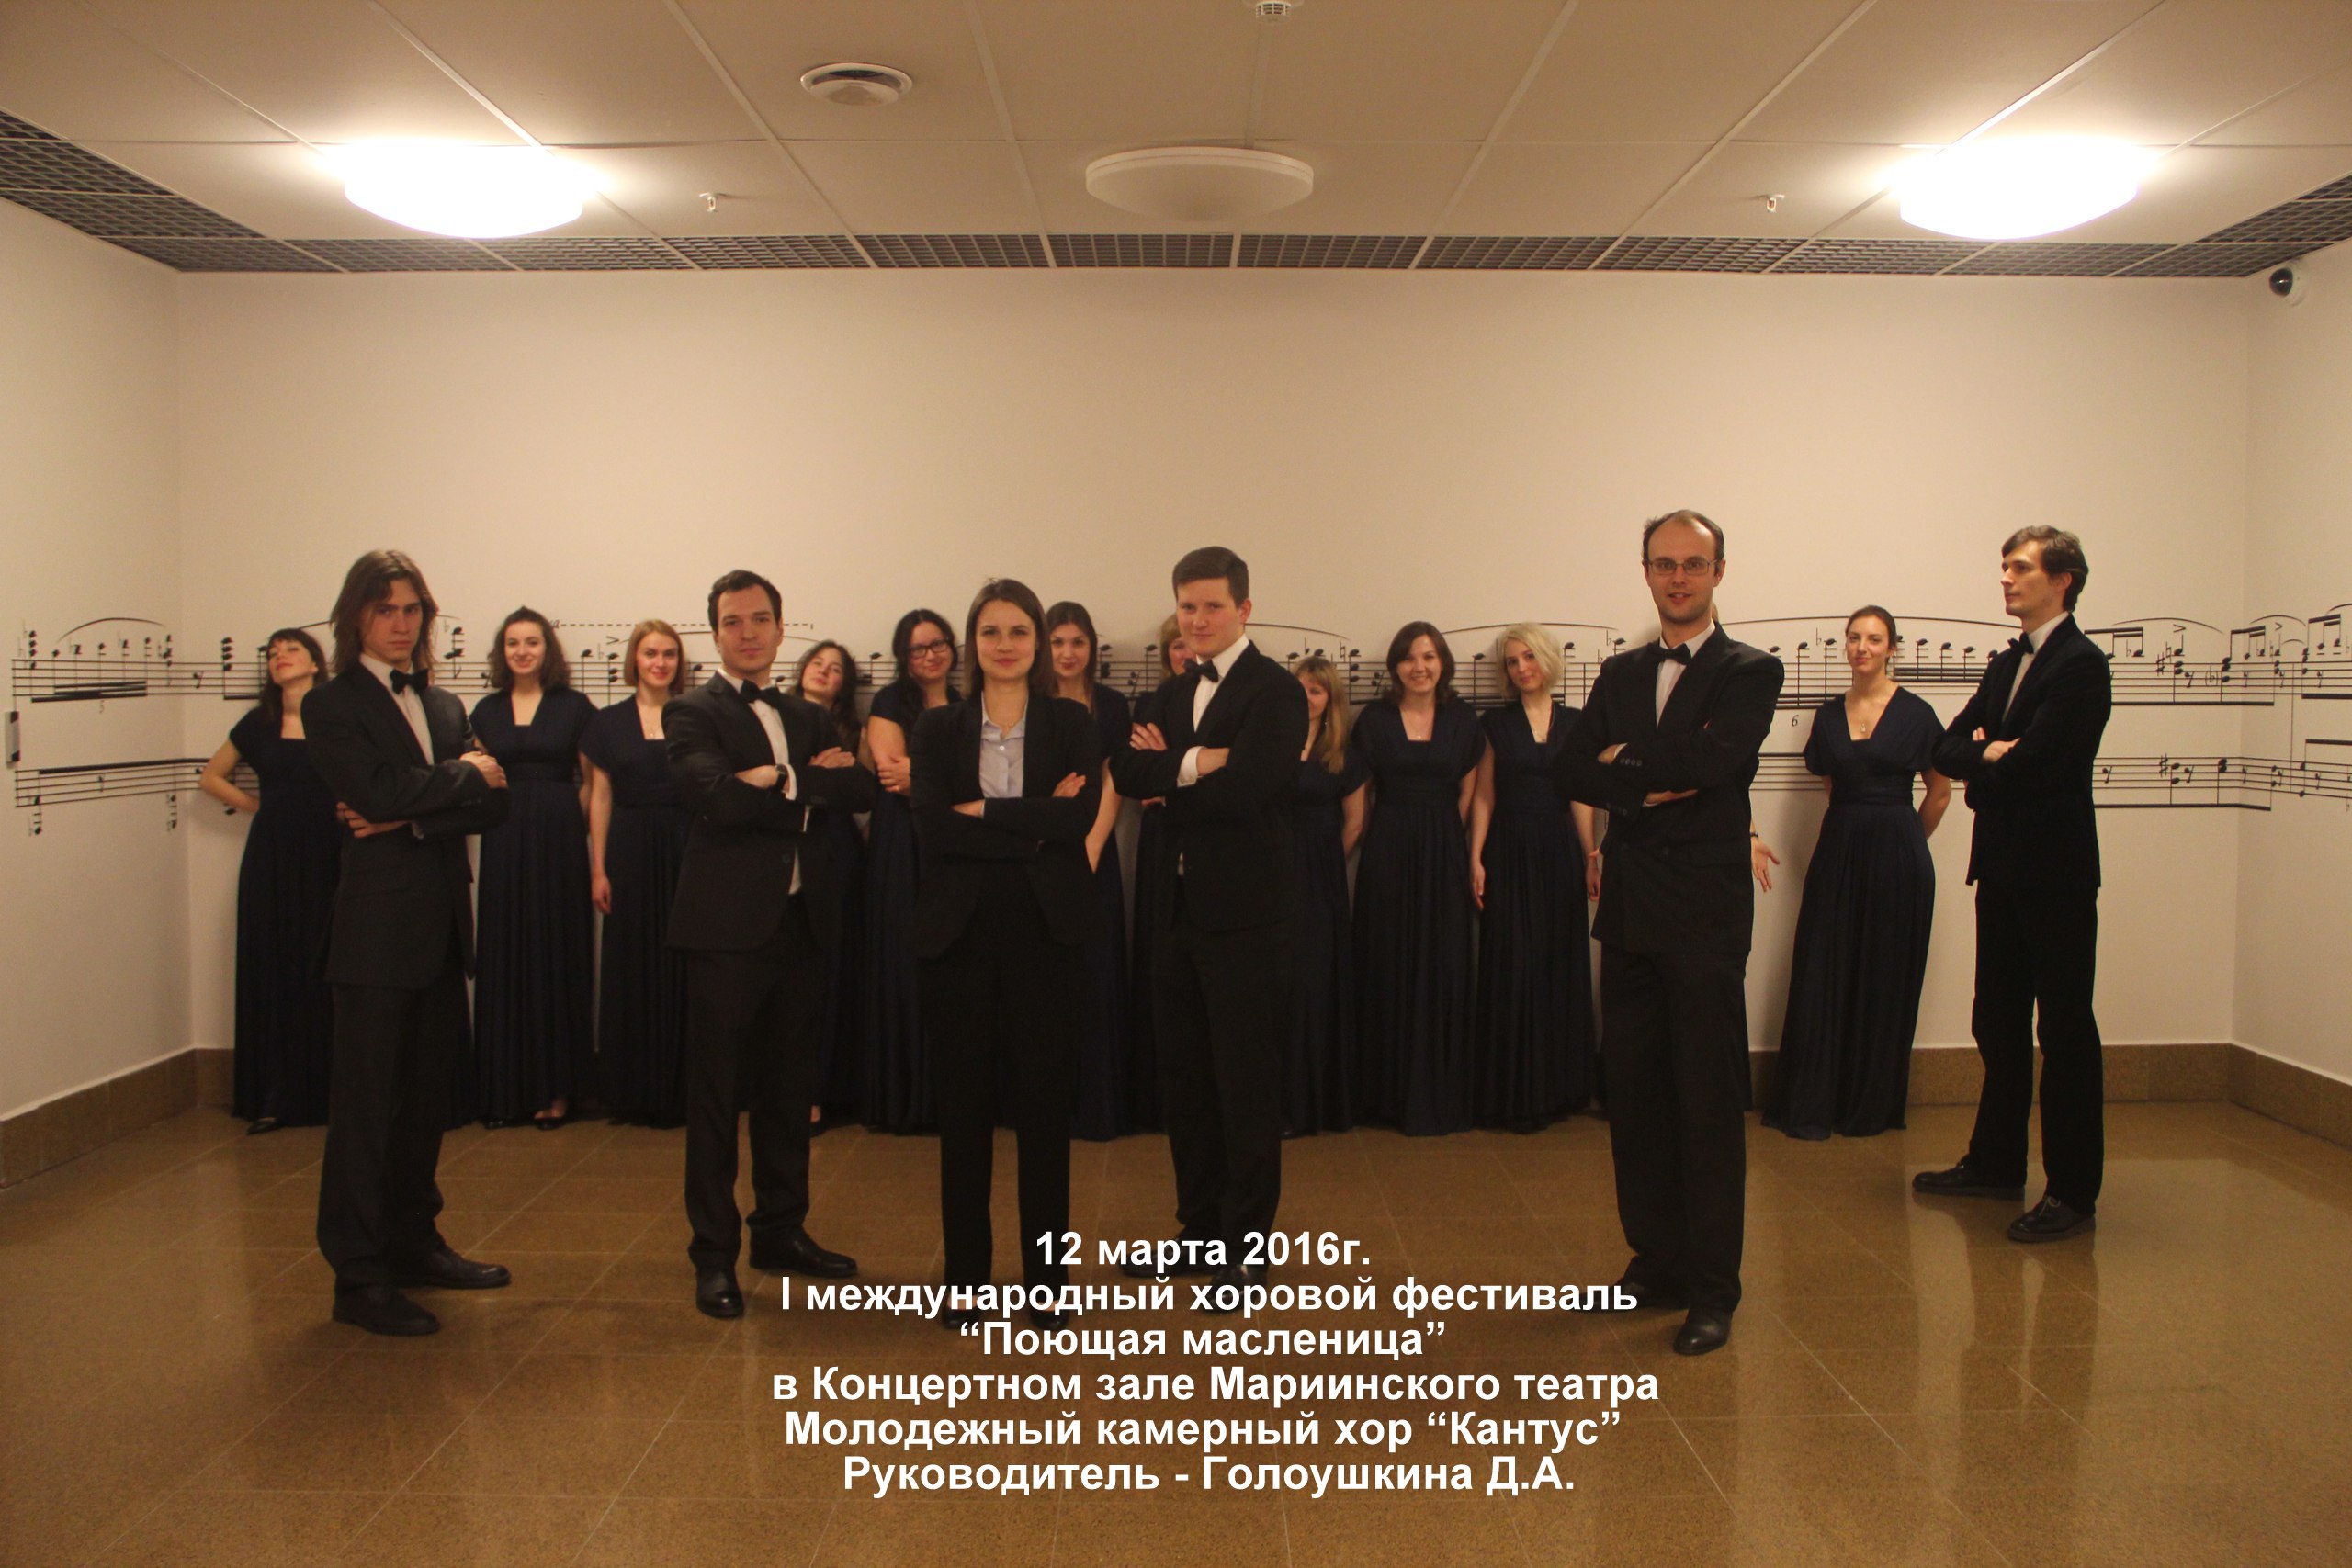 12 марта 2016г.
I международный хоровой фестиваль
“Поющая масленица”
в Концертном зале Мариинского театра
Молодежный камерный хор “Кантус”
Руководитель - Голоушкина Д.А.